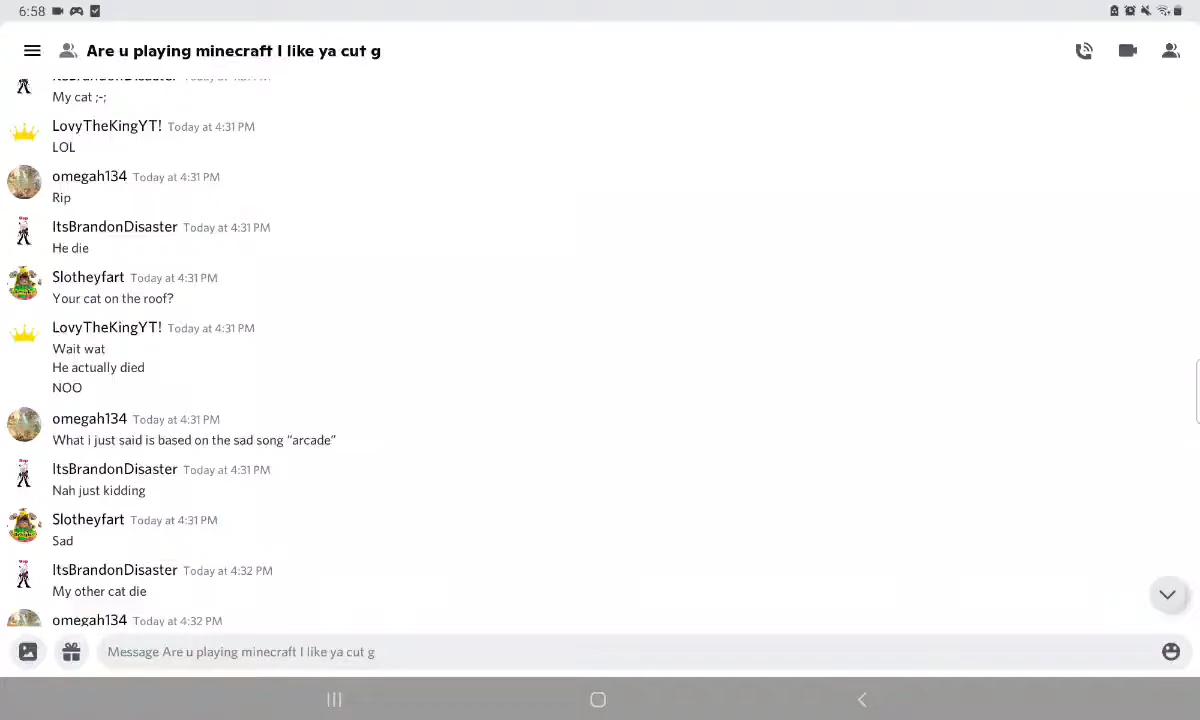 6:58
Are u playing minecraft I like ya cut g
My cat ;-;
LovyTheKingYT! Today at 4:31 PM
LOL
omegah134 Today at 4:31 PM
Rip
ItsBrandonDisaster Today at 4:31 PM
He die
Slotheyfart Today at 4:31 PM
Your cat on the roof?
LovyTheKingYT! Today at 4:31 PM
Wait wat
He actually died
NOO
omegah134 Today at 4:31 PM
What i just said is based on the sad song “arcade”
ItsBrandonDisaster Today at 4:31 PM
Nah just kidding
Slotheyfart Today at 4:31 PM
Sad
ItsBrandonDisaster Today at 4:32 PM
My other cat die
omegah134 Today at 4:32 PM
Message Are u playing minecraft I like ya cut g